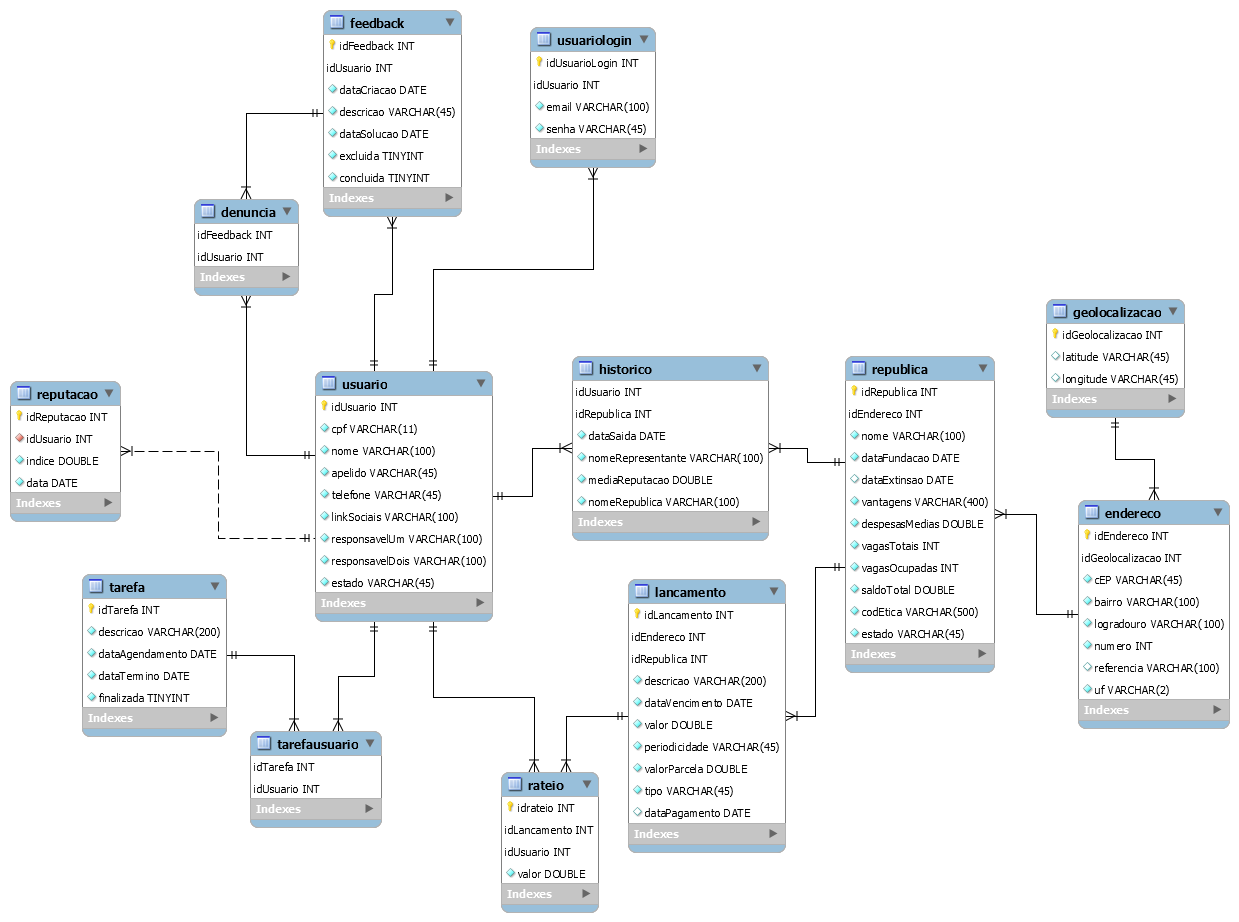 feedback
idFeedback INT
idUsuario INT
dataCriacao DATE
descricao VARCHAR(45)
dataSolucao DATE
excluida TINYINT
concluida TINYINT
Indexes
usuariologin
idUsuarioLogin INT
idUsuario INT
email VARCHAR(100)
senha VARCHAR(45)
Indexes
denuncia
idFeedback INT
idUsuario INT
Indexes
geolocalizacao
idGeolocalizacao INT
latitude VARCHAR(45)
longitude VARCHAR(45)
Indexes
reputacao
idReputacao INT
idUsuario INT
indice DOUBLE
data DATE
Indexes
usuario
idUsuario INT
cpf VARCHAR(11)
nome VARCHAR(100)
apelido VARCHAR(45)
telefone VARCHAR(45)
linkSociais VARCHAR(100)
responsavelUm VARCHAR(100)
responsavelDois VARCHAR(100)
estado VARCHAR(45)
Indexes
historico
idUsuario INT
idRepublica INT
dataSaida DATE
nomeRepresentante VARCHAR(100)
mediaReputacao DOUBLE
nomeRepublica VARCHAR(100)
Indexes
republica
idRepublica INT
idEndereco INT
nome VARCHAR(100)
dataFundacao DATE
dataExtinsao DATE
vantagens VARCHAR(400)
despesasMedias DOUBLE
vagasTotais INT
vagasOcupadas INT
saldoTotal DOUBLE
codEtica VARCHAR(500)
estado VARCHAR(45)
Indexes
endereco
idEndereco INT
idGeolocalizacao INT
cEP VARCHAR(45)
bairro VARCHAR(100)
logradouro VARCHAR(100)
numero INT
referencia VARCHAR(100)
uf VARCHAR(2)
Indexes
tarefa
idTarefa INT
descricao VARCHAR(200)
dataAgendamento DATE
dataTermino DATE
finalizada TINYINT
Indexes
lancamento
idLancamento INT
idEndereco INT
idRepublica INT
descricao VARCHAR(200)
dataVencimento DATE
valor DOUBLE
periodicidade VARCHAR(45)
valorParcela DOUBLE
tipo VARCHAR(45)
dataPagamento DATE
Indexes
tarefausuario
idTarefa INT
idUsuario INT
Indexes
rateio
idrateio INT
idLancamento INT
idUsuario INT
valor DOUBLE
Indexes